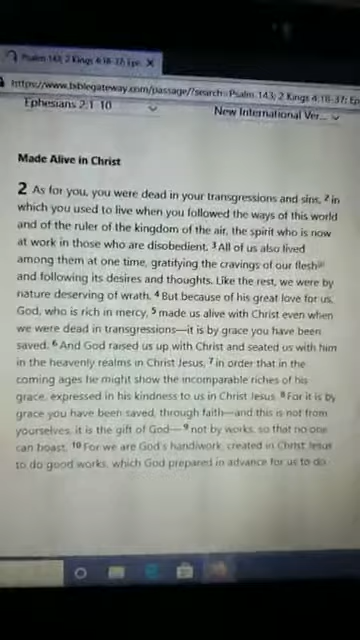 Psalm 143; 2 Kings 4:18-37; Eph
https://www.biblegateway.com/passage/?search=Psalm 143; 2 Kings 4:18-37; Ep
Ephesians 2:1-10
New International Ver...
Made Alive in Christ
2 As for you, you were dead in your transgressions and sins, 2 in
which you used to live when you followed the ways of this world
and of the ruler of the kingdom of the air, the spirit who is now
at work in those who are disobedient. 3 All of us also lived
among them at one time, gratifying the cravings of our flesh[a]
and following its desires and thoughts. Like the rest, we were by
nature deserving of wrath. 4 But because of his great love for us,
God, who is rich in mercy, 5 made us alive with Christ even when
we were dead in transgressions—it is by grace you have been
saved. 6 And God raised us up with Christ and seated us with him
in the heavenly realms in Christ Jesus, 7 in order that in the
coming ages he might show the incomparable riches of his
grace, expressed in his kindness to us in Christ Jesus. 8 For it is by
grace you have been saved, through faith—and this is not from
yourselves, it is the gift of God— 9 not by works, so that no one
can boast. 10 For we are God's handiwork, created in Christ Jesus
to do good works, which God prepared in advance for us to do.